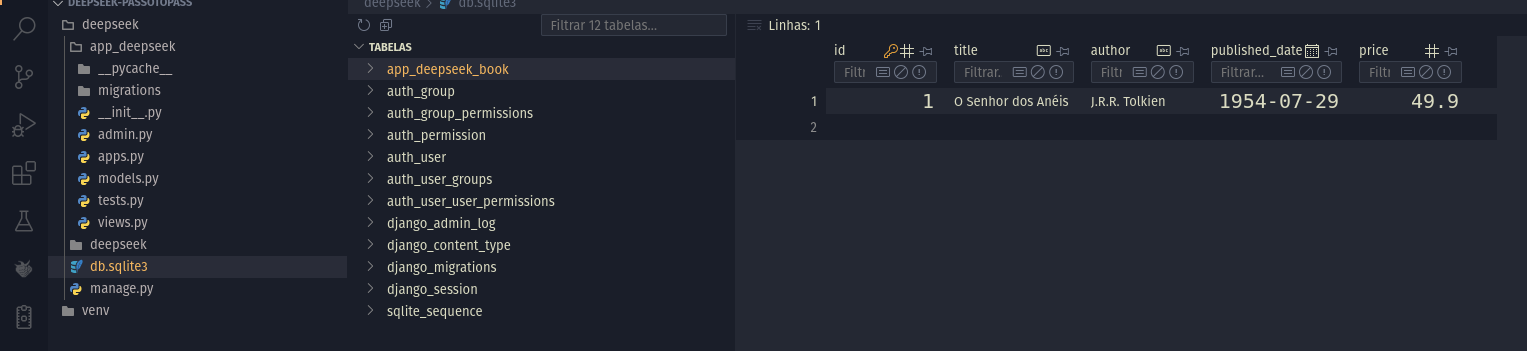 DEEPSEEK-PASSOTOPASS
deepseek
app_deepseek
__pycache__
migrations
__init__.py
admin.py
apps.py
models.py
tests.py
views.py
deepseek
db.sqlite3
manage.py
venv
deepseek > db.sqlite3
Filtrar 12 tabelas...
TABELAS
app_deepseek_book
auth_group
auth_group_permissions
auth_permission
auth_user
auth_user_groups
auth_user_user_permissions
django_admin_log
django_content_type
django_migrations
django_session
sqlite_sequence
Linhas: 1
id title author published_date price
Filtr Filtrar. Filtr Filtrar... Filtr
1 1 O Senhor dos Anéis J.R.R. Tolkien 1954-07-29 49.9
2